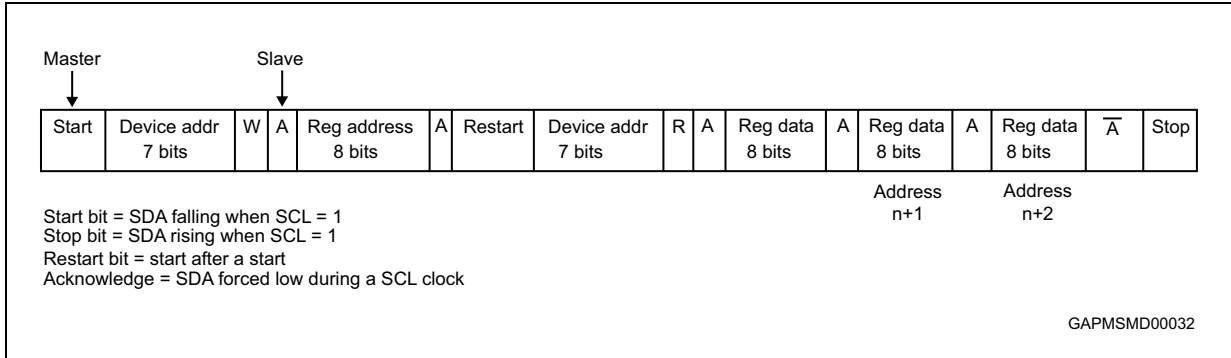 Master Slave
Start Device addr W A Reg address A Restart Device addr R A Reg data A Reg data A Reg data A̅ Stop
7 bits 8 bits 7 bits 8 bits 8 bits 8 bits
Address Address
n+1 n+2
Start bit = SDA falling when SCL = 1
Stop bit = SDA rising when SCL = 1
Restart bit = start after a start
Acknowledge = SDA forced low during a SCL clock
GAPMSMD00032